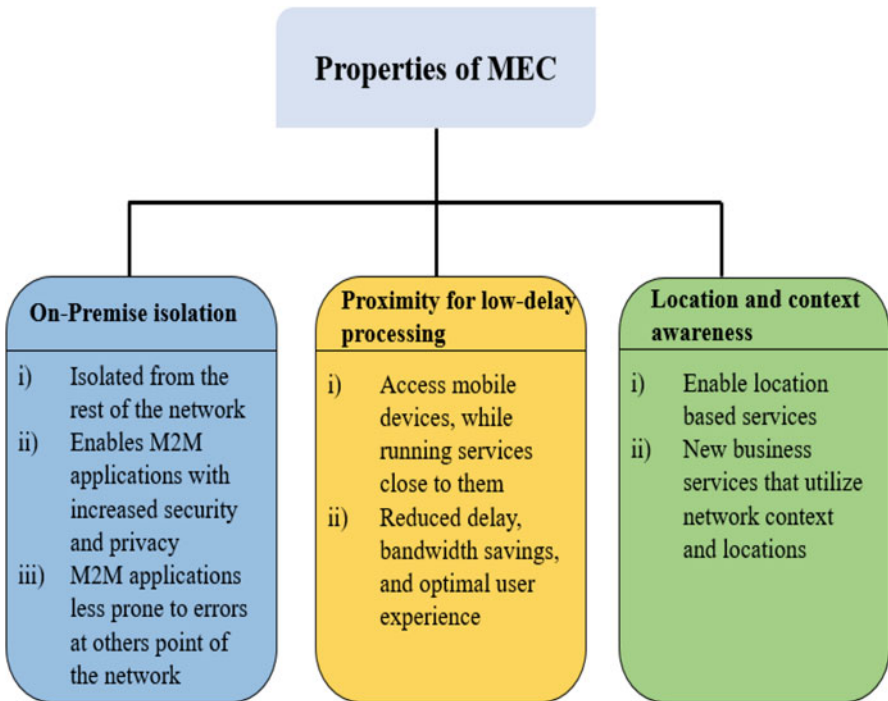 Properties of MEC
On-Premise isolation
i) Isolated from the
rest of the network
ii) Enables M2M
applications with
increased security
and privacy
iii) M2M applications
less prone to errors
at others point of
the network
Proximity for low-delay
processing
i) Access mobile
devices, while
running services
close to them
ii) Reduced delay,
bandwidth savings,
and optimal user
experience
Location and context
awareness
i) Enable location
based services
ii) New business
services that utilize
network context
and locations